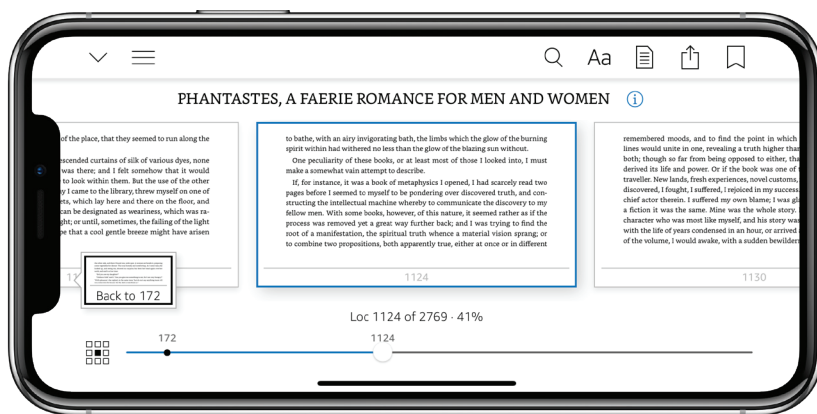 Aa
PHANTASTES, A FAERIE ROMANCE FOR MEN AND WOMEN
of the place, that they seemed to run along the
escended curtains of silk of various dyes, none
was there; and I felt somehow that it would
to look within them. But the use of the other
y I came to the library, threw myself on one of
ets, which lay here and there on the floor, and
can be designated as weariness, which was ra-
ght; or until, sometimes, the failing of the light
pe that a cool gentle breeze might have arisen
to bathe, with an airy invigorating bath, the limbs which the glow of the burning
spirit within had withered no less than the glow of the blazing sun without.
One peculiarity of these books, or at least most of those I looked into, I must
make a somewhat vain attempt to describe.
If, for instance, it was a book of metaphysics I opened, I had scarcely read two
pages before I seemed to myself to be pondering over discovered truth, and con-
structing the intellectual machine whereby to communicate the discovery to my
fellow men. With some books, however, of this nature, it seemed rather as if the
process was removed yet a great way further back; and I was trying to find the
root of a manifestation, the spiritual truth whence a material vision sprang; or
to combine two propositions, both apparently true, either at once or in different
1124
remembered moods, and to find the point in which
lines would unite in one, revealing a truth higher than
both; though so far from being opposed to either, tha
derived its life and power. Or if the book was one of t
traveller. New lands, fresh experiences, novel customs,
discovered, I fought, I suffered, I rejoiced in my success.
chief actor therein. I suffered my own blame; I was gla
a fiction it was the same. Mine was the whole story. I
character who was most like myself, and his story was
with the life of years condensed in an hour, or arrived a
of the volume, I would awake, with a sudden bewilder
1130
Back to 172
Loc 1124 of 2769 · 41%
172
1124